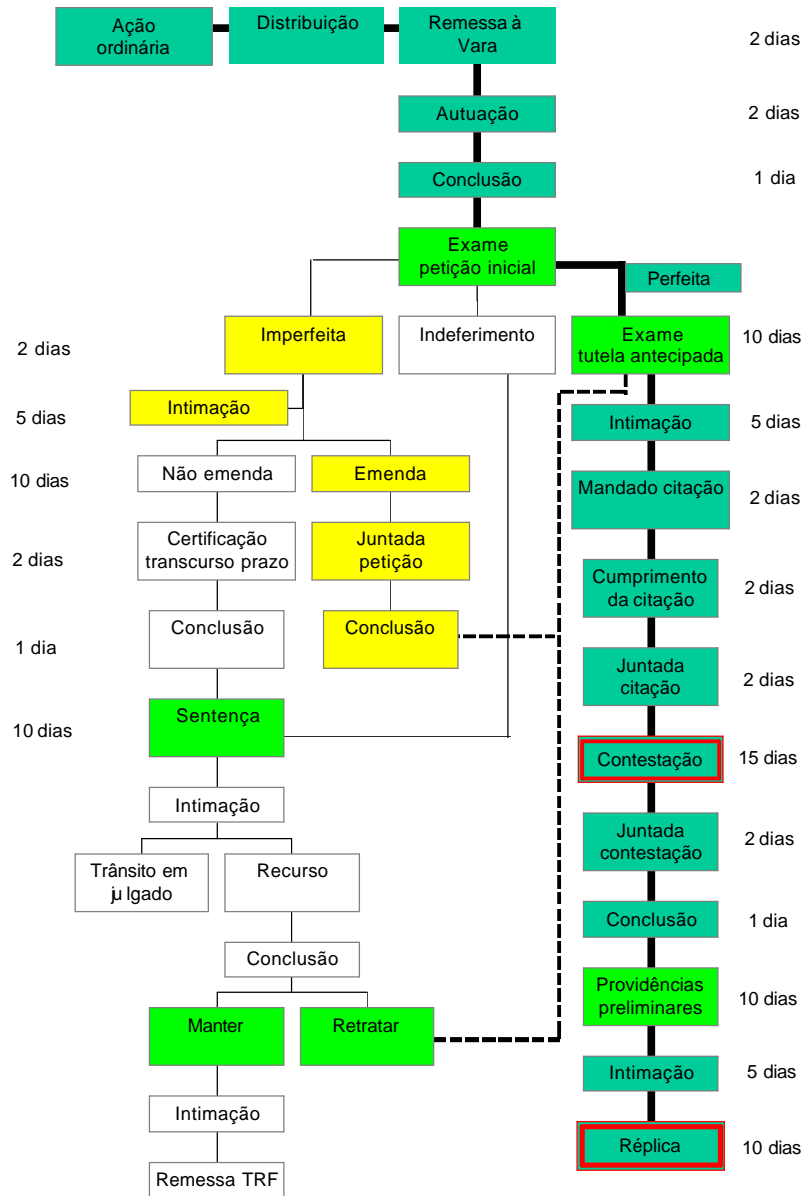 Ação
ordinária
Distribuição
Remessa à
Vara
2 dias
Autuação
2 dias
Conclusão
1 dia
Exame
petição inicial
Perfeita
2 dias
Imperfeita
Indeferimento
Exame
tutela antecipada
10 dias
5 dias
Intimação
Intimação
5 dias
10 dias
Não emenda
Emenda
Mandado citação
2 dias
2 dias
Certificação
transcurso prazo
Juntada
petição
Cumprimento
da citação
2 dias
1 dia
Conclusão
Conclusão
Juntada
citação
2 dias
10 dias
Sentença
Contestação
15 dias
Intimação
Juntada
contestação
2 dias
Trânsito em
julgado
Recurso
Conclusão
1 dia
Conclusão
Providências
preliminares
10 dias
Manter
Retratar
Intimação
5 dias
Intimação
Réplica
10 dias
Remessa TRF